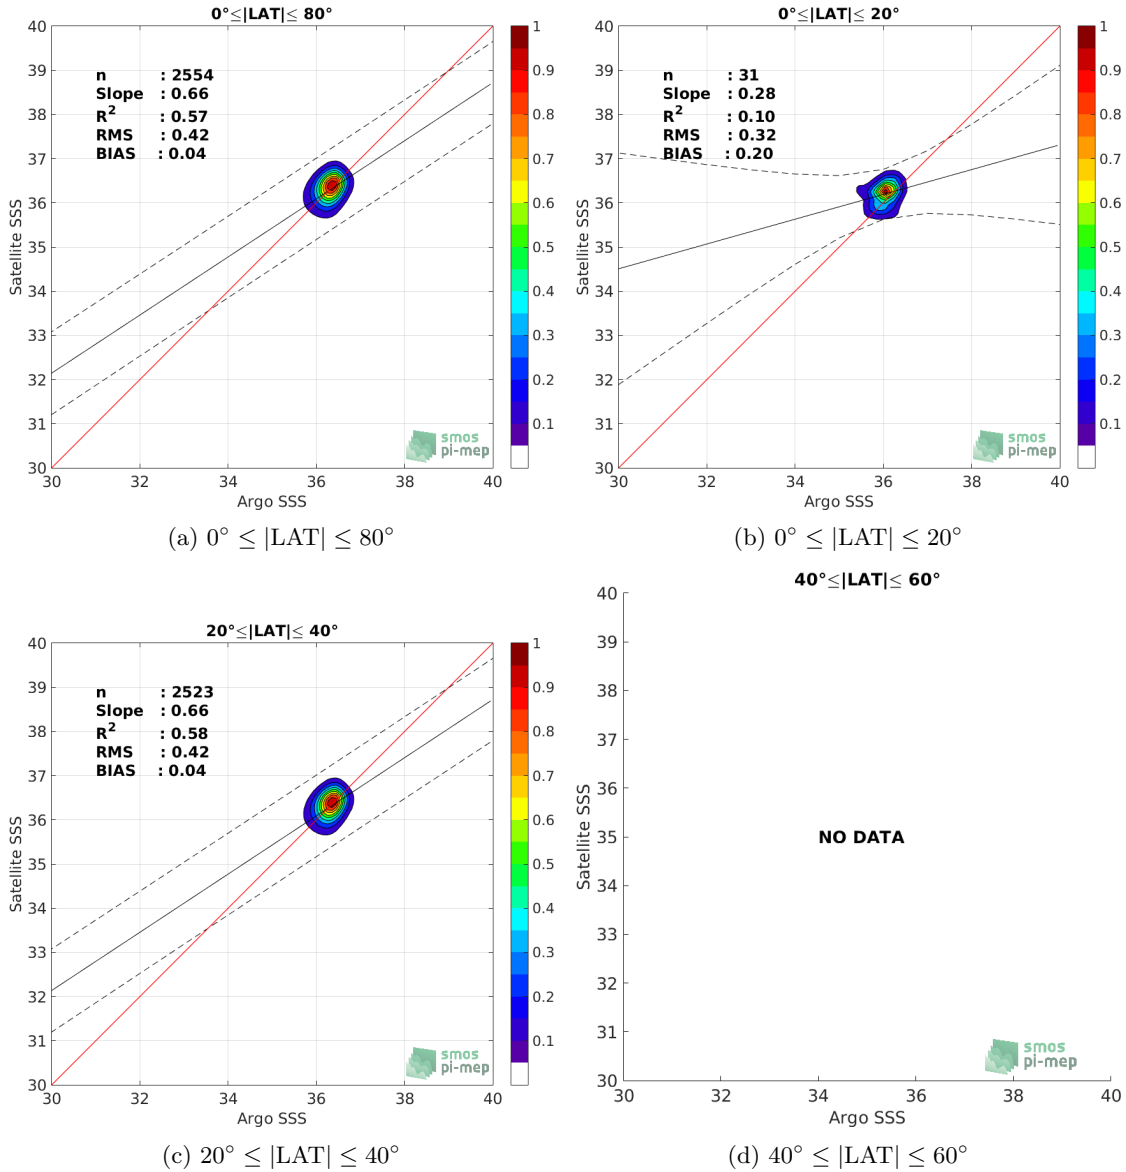 0°≤|LAT|≤ 80°
40
39
38
37
36
35
34
33
32
31
30
n : 2554
Slope : 0.66
R² : 0.57
RMS : 0.42
BIAS : 0.04
Satellite SSS
smos
pi-mep
30 32 34 36 38 40
Argo SSS
1
0.9
0.8
0.7
0.6
0.5
0.4
0.3
0.2
0.1
(a) 0° ≤ |LAT| ≤ 80°
0°≤|LAT|≤ 20°
40
39
38
37
36
35
34
33
32
31
30
n : 31
Slope : 0.28
R² : 0.10
RMS : 0.32
BIAS : 0.20
Satellite SSS
smos
pi-mep
30 32 34 36 38 40
Argo SSS
1
0.9
0.8
0.7
0.6
0.5
0.4
0.3
0.2
0.1
(b) 0° ≤ |LAT| ≤ 20°
20°≤|LAT|≤ 40°
40
39
38
37
36
35
34
33
32
31
30
n : 2523
Slope : 0.66
R² : 0.58
RMS : 0.42
BIAS : 0.04
Satellite SSS
smos
pi-mep
30 32 34 36 38 40
Argo SSS
1
0.9
0.8
0.7
0.6
0.5
0.4
0.3
0.2
0.1
(c) 20° ≤ |LAT| ≤ 40°
40°≤|LAT|≤ 60°
40
39
38
37
36
35
34
33
32
31
30
Satellite SSS
NO DATA
smos
pi-mep
30 32 34 36 38 40
Argo SSS
(d) 40° ≤ |LAT| ≤ 60°